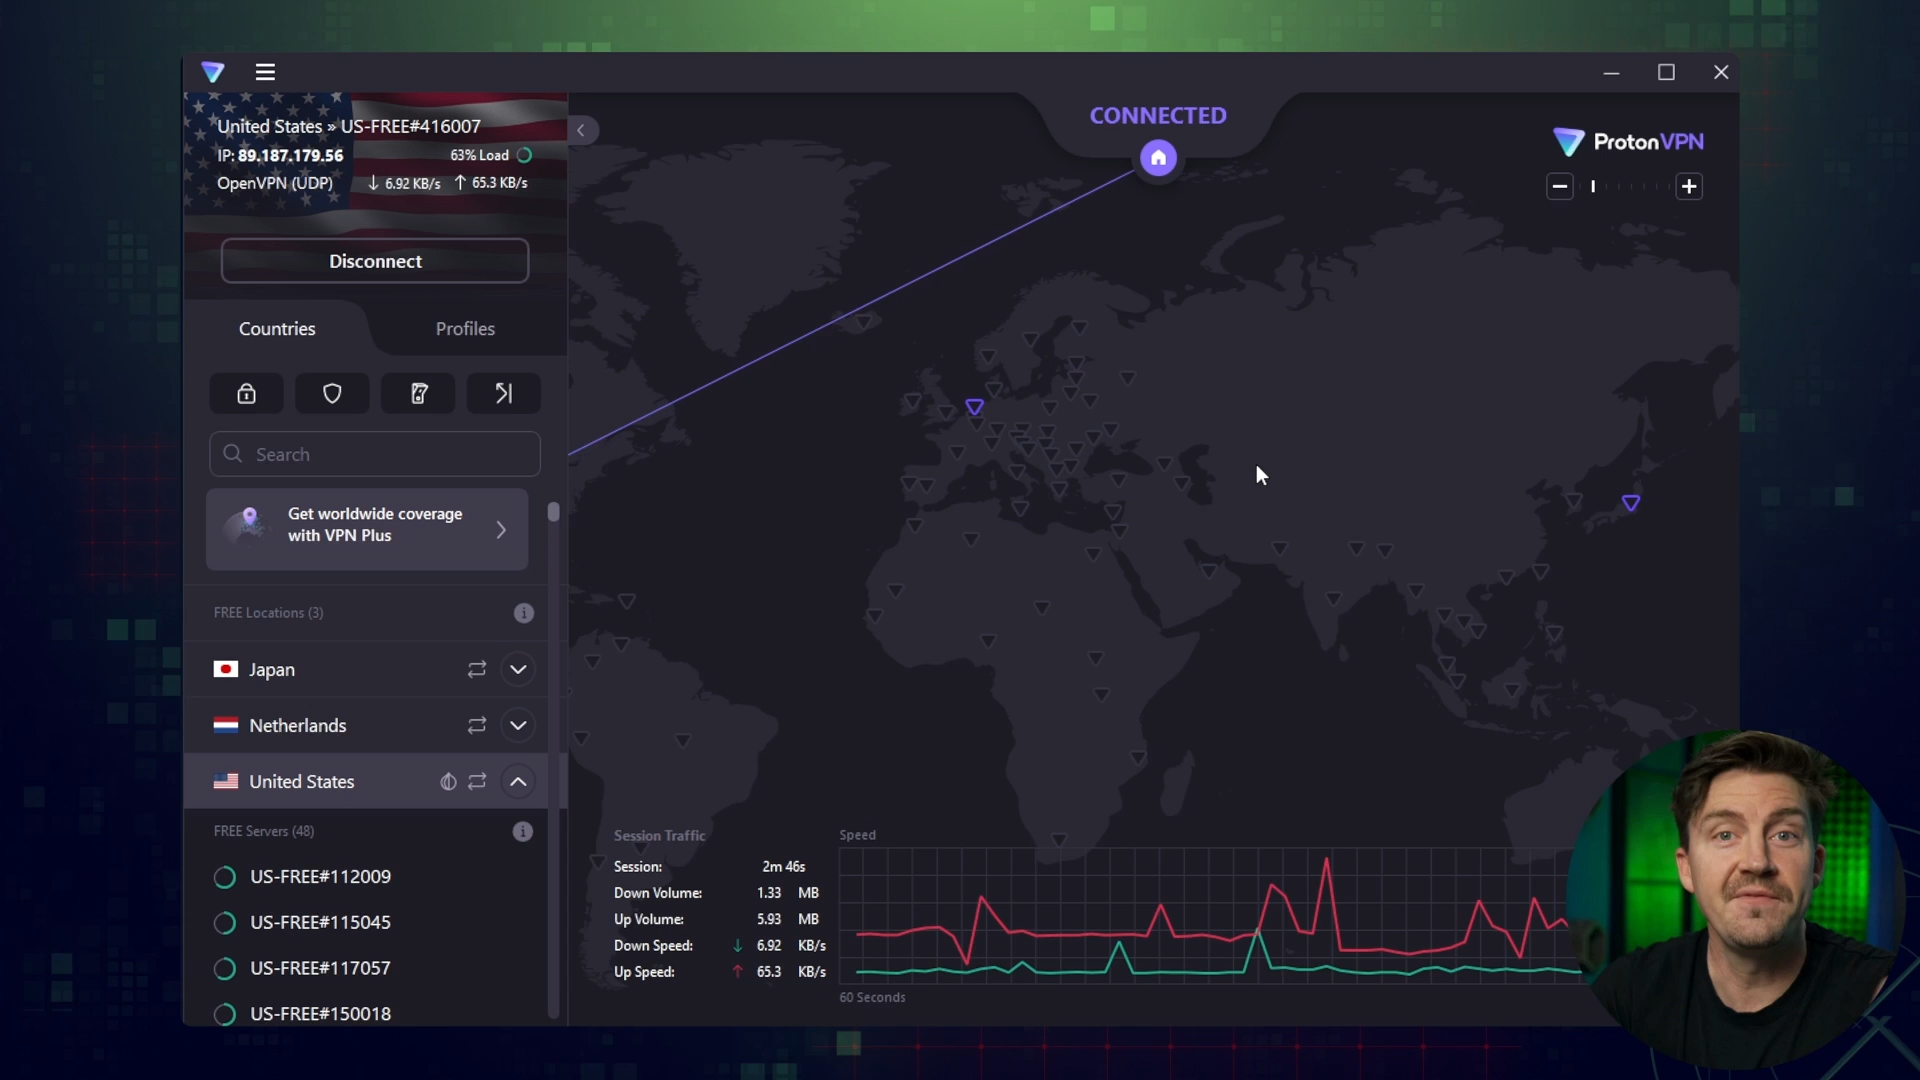 United States » US-FREE#416007
IP: 89.187.179.56
63% Load
OpenVPN (UDP)
6.92 KB/s
65.3 KB/s
Disconnect
Countries
Profiles
Search
Get worldwide coverage
with VPN Plus
FREE Locations (3)
Japan
Netherlands
United States
FREE Servers (48)
US-FREE#112009
US-FREE#115045
US-FREE#117057
US-FREE#150018
CONNECTED
ProtonVPN
Session Traffic
Session: 2m 46s
Down Volume: 1.33 MB
Up Volume: 5.93 MB
Down Speed: ↓ 6.92 KB/s
Up Speed: ↑ 65.3 KB/s
Speed
60 Seconds